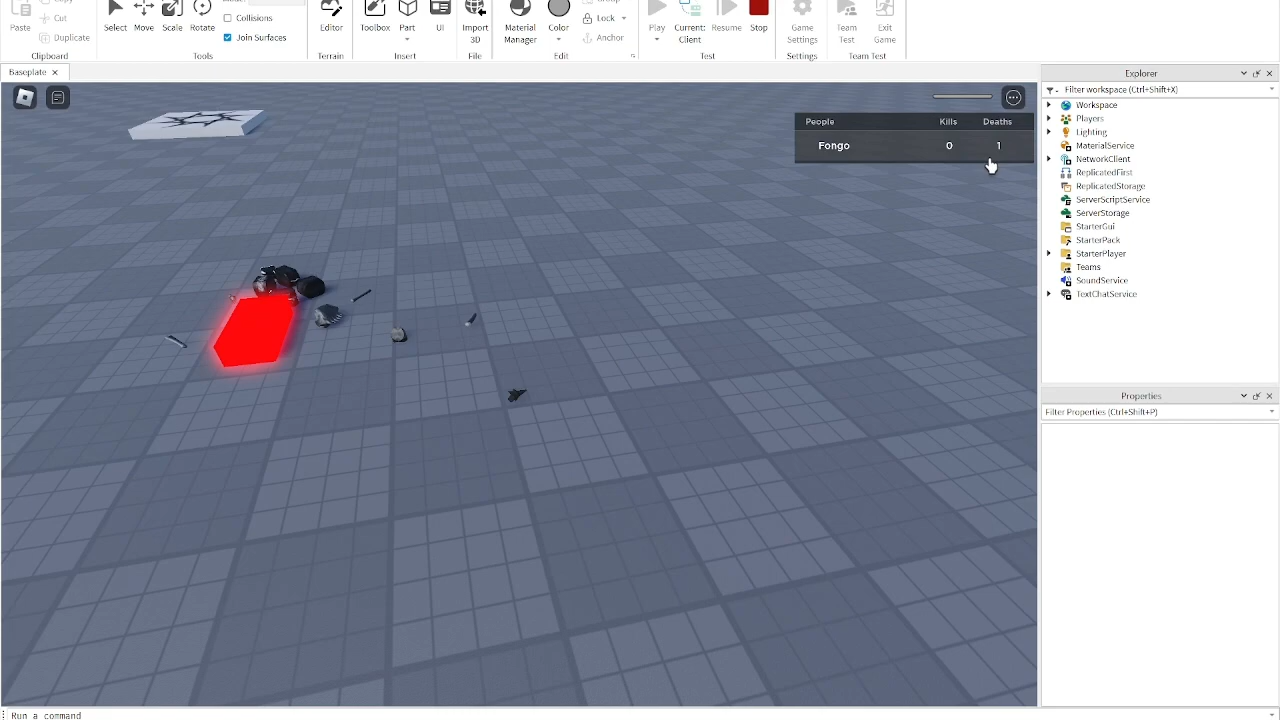 Copy
Paste
Cut
Duplicate
Clipboard
Select
Move
Scale
Rotate
Collisions
Join Surfaces
Tools
Editor
Terrain
Toolbox
Part
UI
Insert
Import
3D
File
Material
Manager
Color
Group
Lock
Anchor
Edit
Play
Current:
Client
Resume
Stop
Test
Game
Settings
Settings
Team
Test
Exit
Game
Team Test
Baseplate
People Kills Deaths
Fongo 0 1
Explorer
Filter workspace (Ctrl+Shift+X)
Workspace
Players
Lighting
MaterialService
NetworkClient
ReplicatedFirst
ReplicatedStorage
ServerScriptService
ServerStorage
StarterGui
StarterPack
StarterPlayer
Teams
SoundService
TextChatService
Properties
Filter Properties (Ctrl+Shift+P)
Run a command